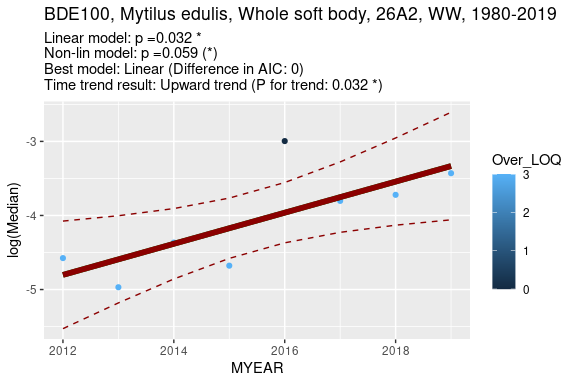 BDE100, Mytilus edulis, Whole soft body, 26A2, WW, 1980-2019
Linear model: p =0.032 *
Non-lin model: p =0.059 (*)
Best model: Linear (Difference in AIC: 0)
Time trend result: Upward trend (P for trend: 0.032 *)
log(Median)
-3
-4
-5
2012
2014
2016
2018
MYEAR
Over_LOQ
3
2
1
0